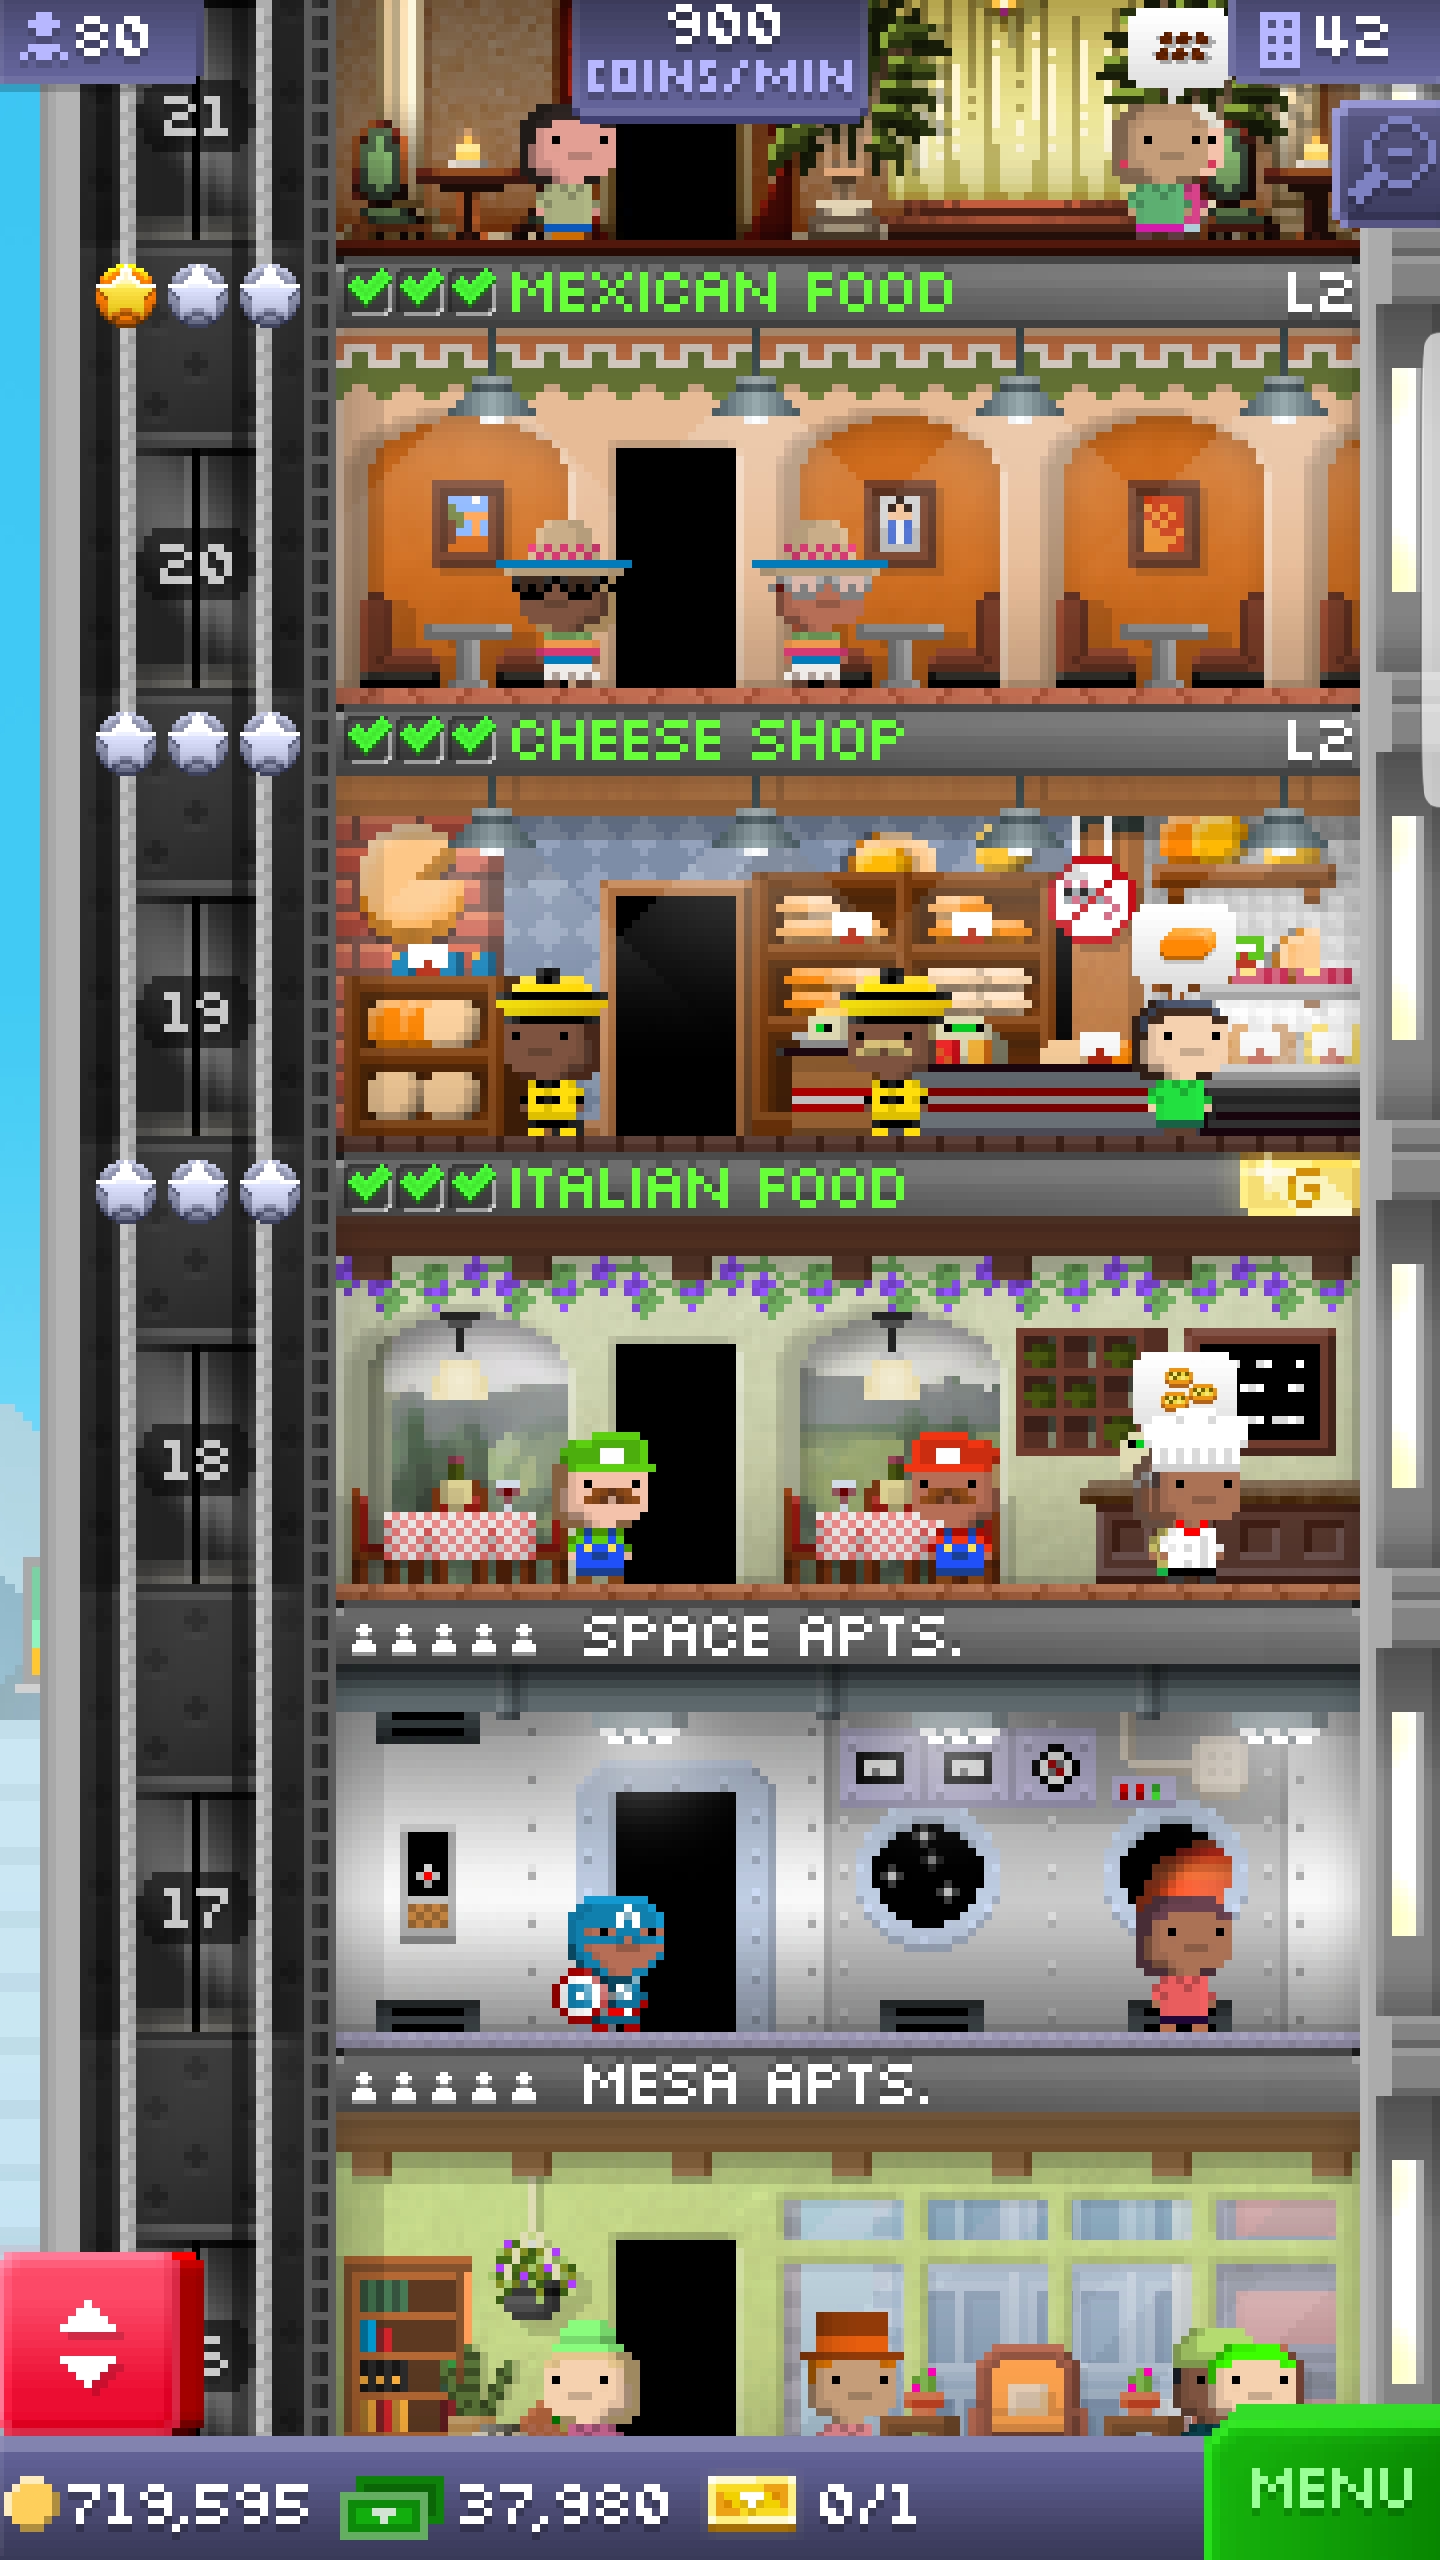 80
900
COINS/MIN
42
21
MEXICAN FOOD
L2
20
CHEESE SHOP
L2
19
ITALIAN FOOD
G
18
SPACE APTS.
17
MESA APTS.
719,595
37,980
0/1
MENU